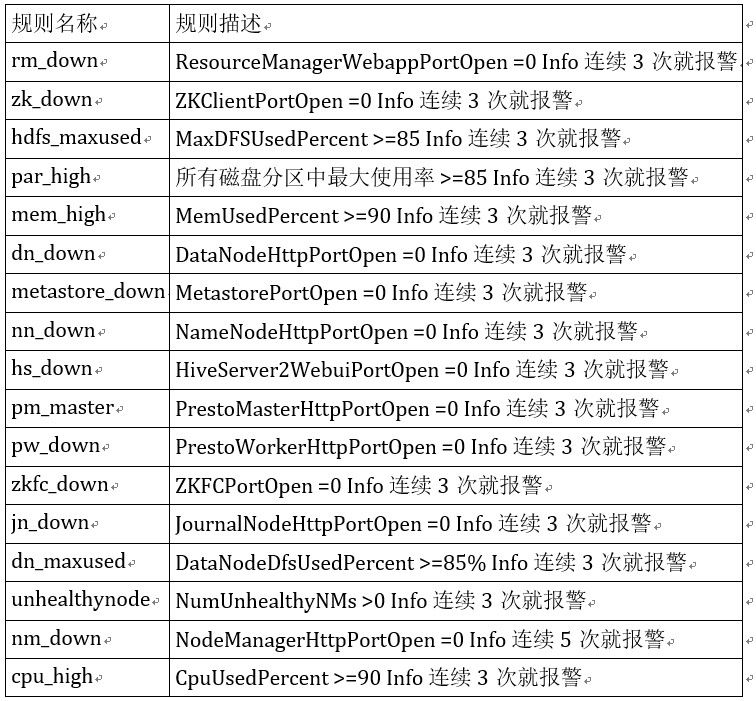 规则名称 规则描述
rm_down ResourceManagerWebappPortOpen =0 Info 连续 3 次就报警
zk_down ZKClientPortOpen =0 Info 连续 3 次就报警
hdfs_maxused MaxDFSUsedPercent >=85 Info 连续 3 次就报警
par_high 所有磁盘分区中最大使用率 >=85 Info 连续 3 次就报警
mem_high MemUsedPercent >=90 Info 连续 3 次就报警
dn_down DataNodeHttpPortOpen =0 Info 连续 3 次就报警
metastore_down MetastorePortOpen =0 Info 连续 3 次就报警
nn_down NameNodeHttpPortOpen =0 Info 连续 3 次就报警
hs_down HiveServer2WebuiPortOpen =0 Info 连续 3 次就报警
pm_master PrestoMasterHttpPortOpen =0 Info 连续 3 次就报警
pw_down PrestoWorkerHttpPortOpen =0 Info 连续 3 次就报警
zkfc_down ZKFCPortOpen =0 Info 连续 3 次就报警
jn_down JournalNodeHttpPortOpen =0 Info 连续 3 次就报警
dn_maxused DataNodeDfsUsedPercent >=85% Info 连续 3 次就报警
unhealthynode NumUnhealthyNMs >0 Info 连续 3 次就报警
nm_down NodeManagerHttpPortOpen =0 Info 连续 5 次就报警
cpu_high CpuUsedPercent >=90 Info 连续 3 次就报警